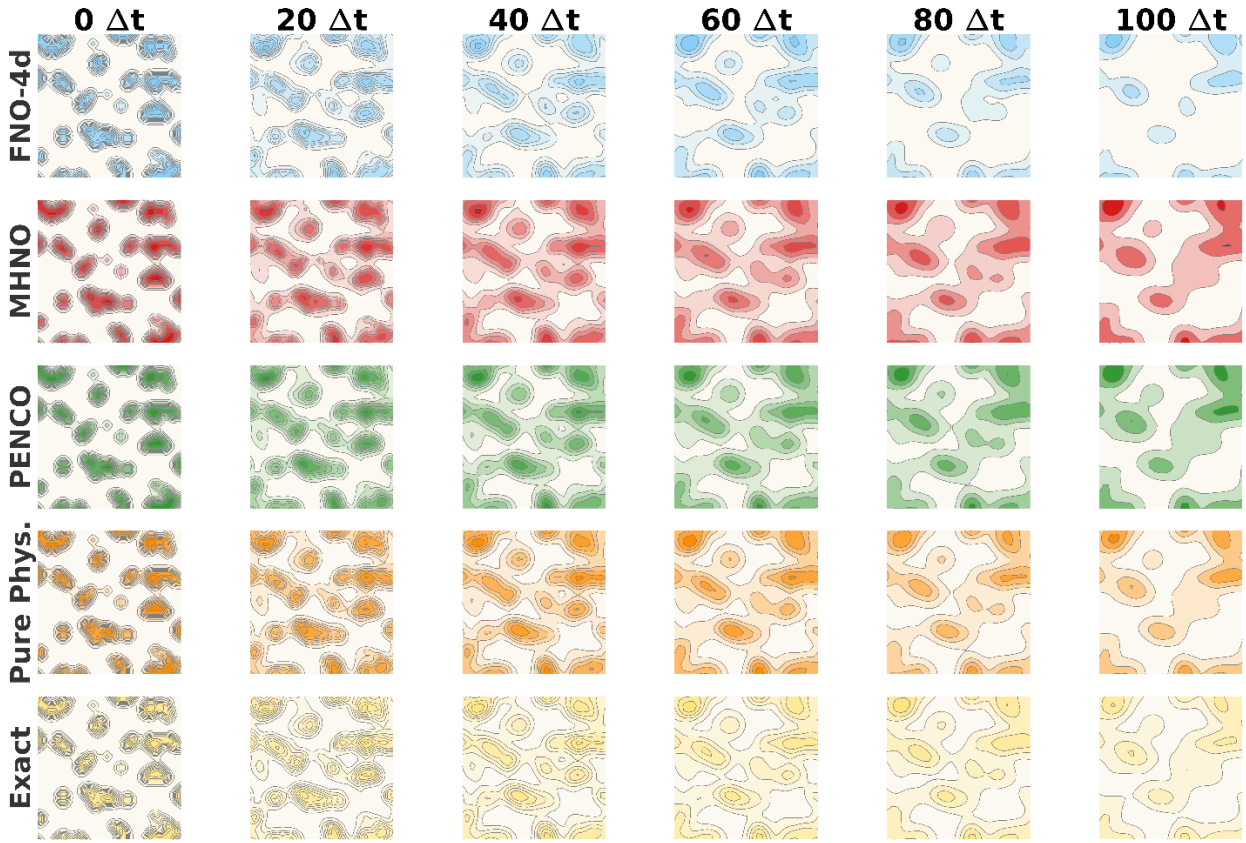 0 Δt 20 Δt 40 Δt 60 Δt 80 Δt 100 Δt
FNO-4d
MHNO
PENCO
Pure Phys.
Exact